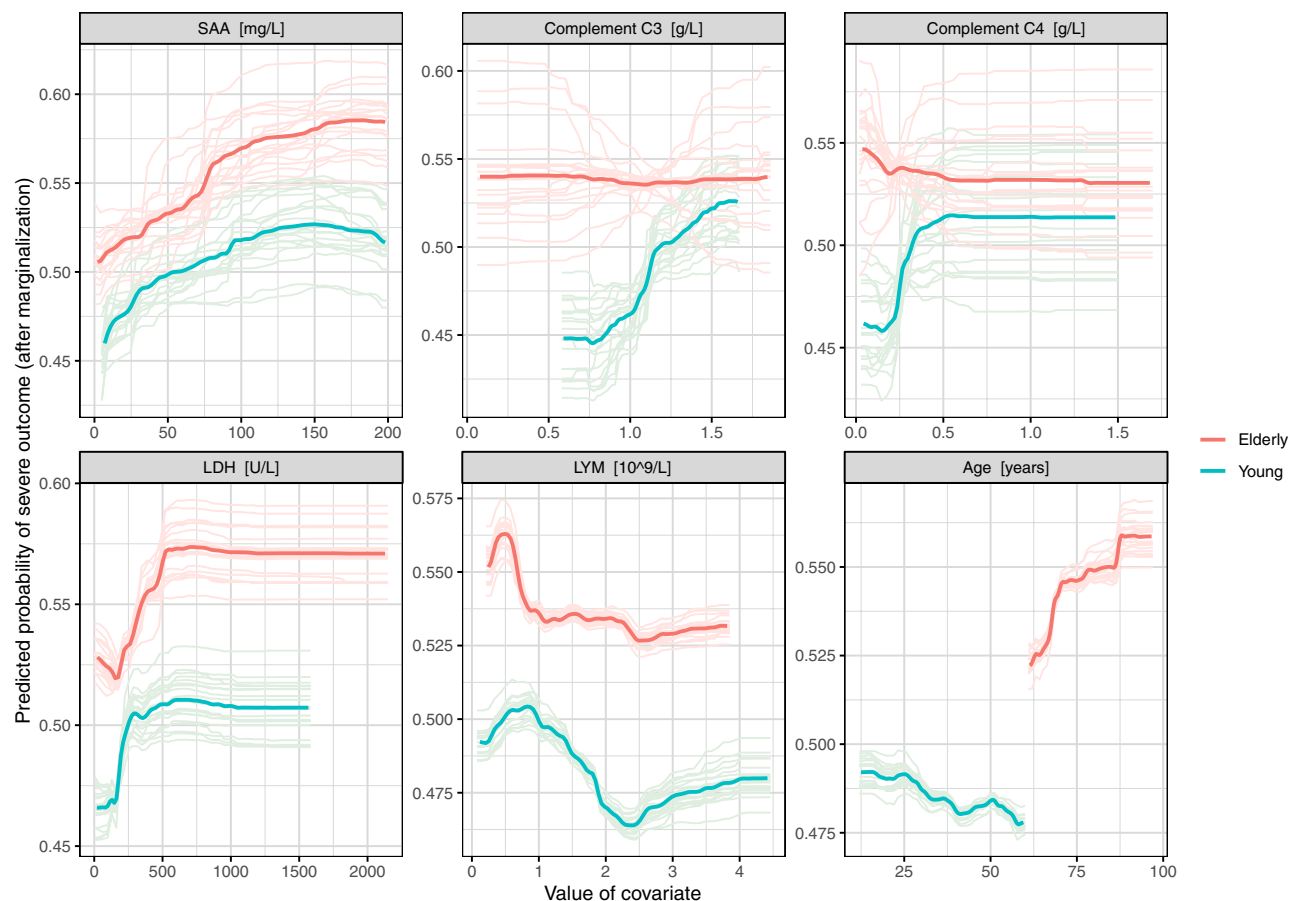 SAA [mg/L]
Complement C3 [g/L]
Complement C4 [g/L]
0.60
0.55
0.50
0.45
0 50 100 150 200
0.60
0.55
0.50
0.45
0.0 0.5 1.0 1.5
0.55
0.50
0.45
0.0 0.5 1.0 1.5
Predicted probability of severe outcome (after marginalization)
LDH [U/L]
LYM [10^9/L]
Age [years]
0.60
0.55
0.50
0.45
0 500 1000 1500 2000
0.575
0.550
0.525
0.500
0.475
0 1 2 3 4
0.550
0.525
0.500
0.475
25 50 75 100
Value of covariate
Elderly
Young